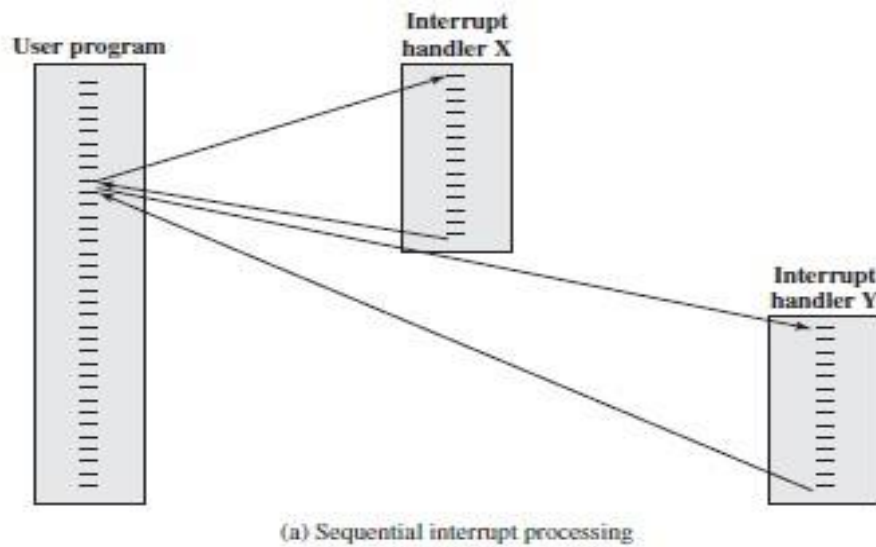 User program
Interrupt
handler X
Interrupt
handler Y
(a) Sequential interrupt processing